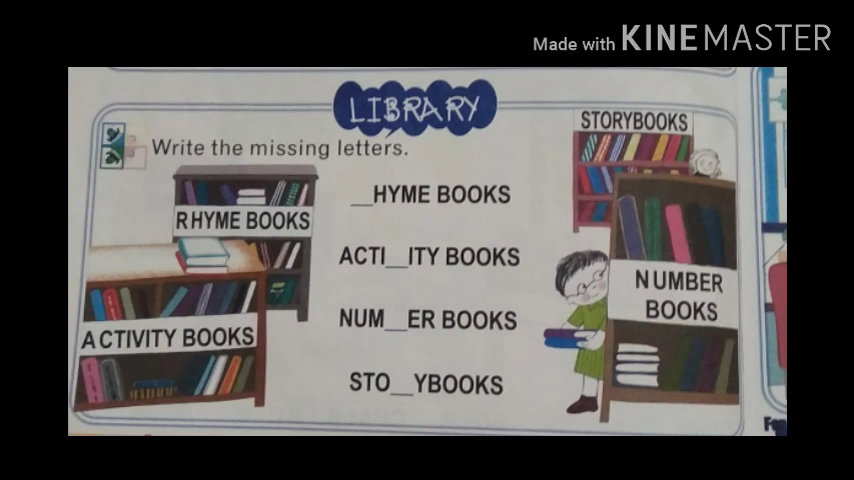 Made with KINEMASTER
LIBRARY
Write the missing letters.
STORYBOOKS
RHYME BOOKS
__HYME BOOKS
ACTI__ITY BOOKS
NUMBER
BOOKS
NUM__ER BOOKS
ACTIVITY BOOKS
STO__YBOOKS